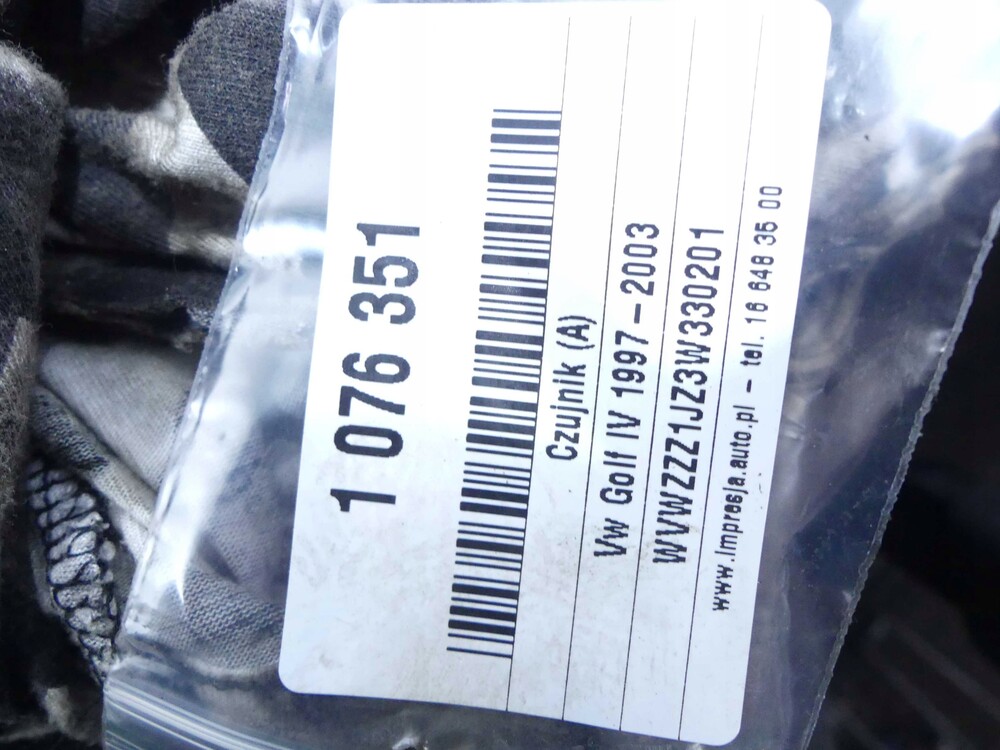 1 076 351
Czujnik (A)
Vw Golf IV 1997-2003
WVWZZZ1JZ3W330201
www.impresja.auto.pl - tel. 16 648 35 00